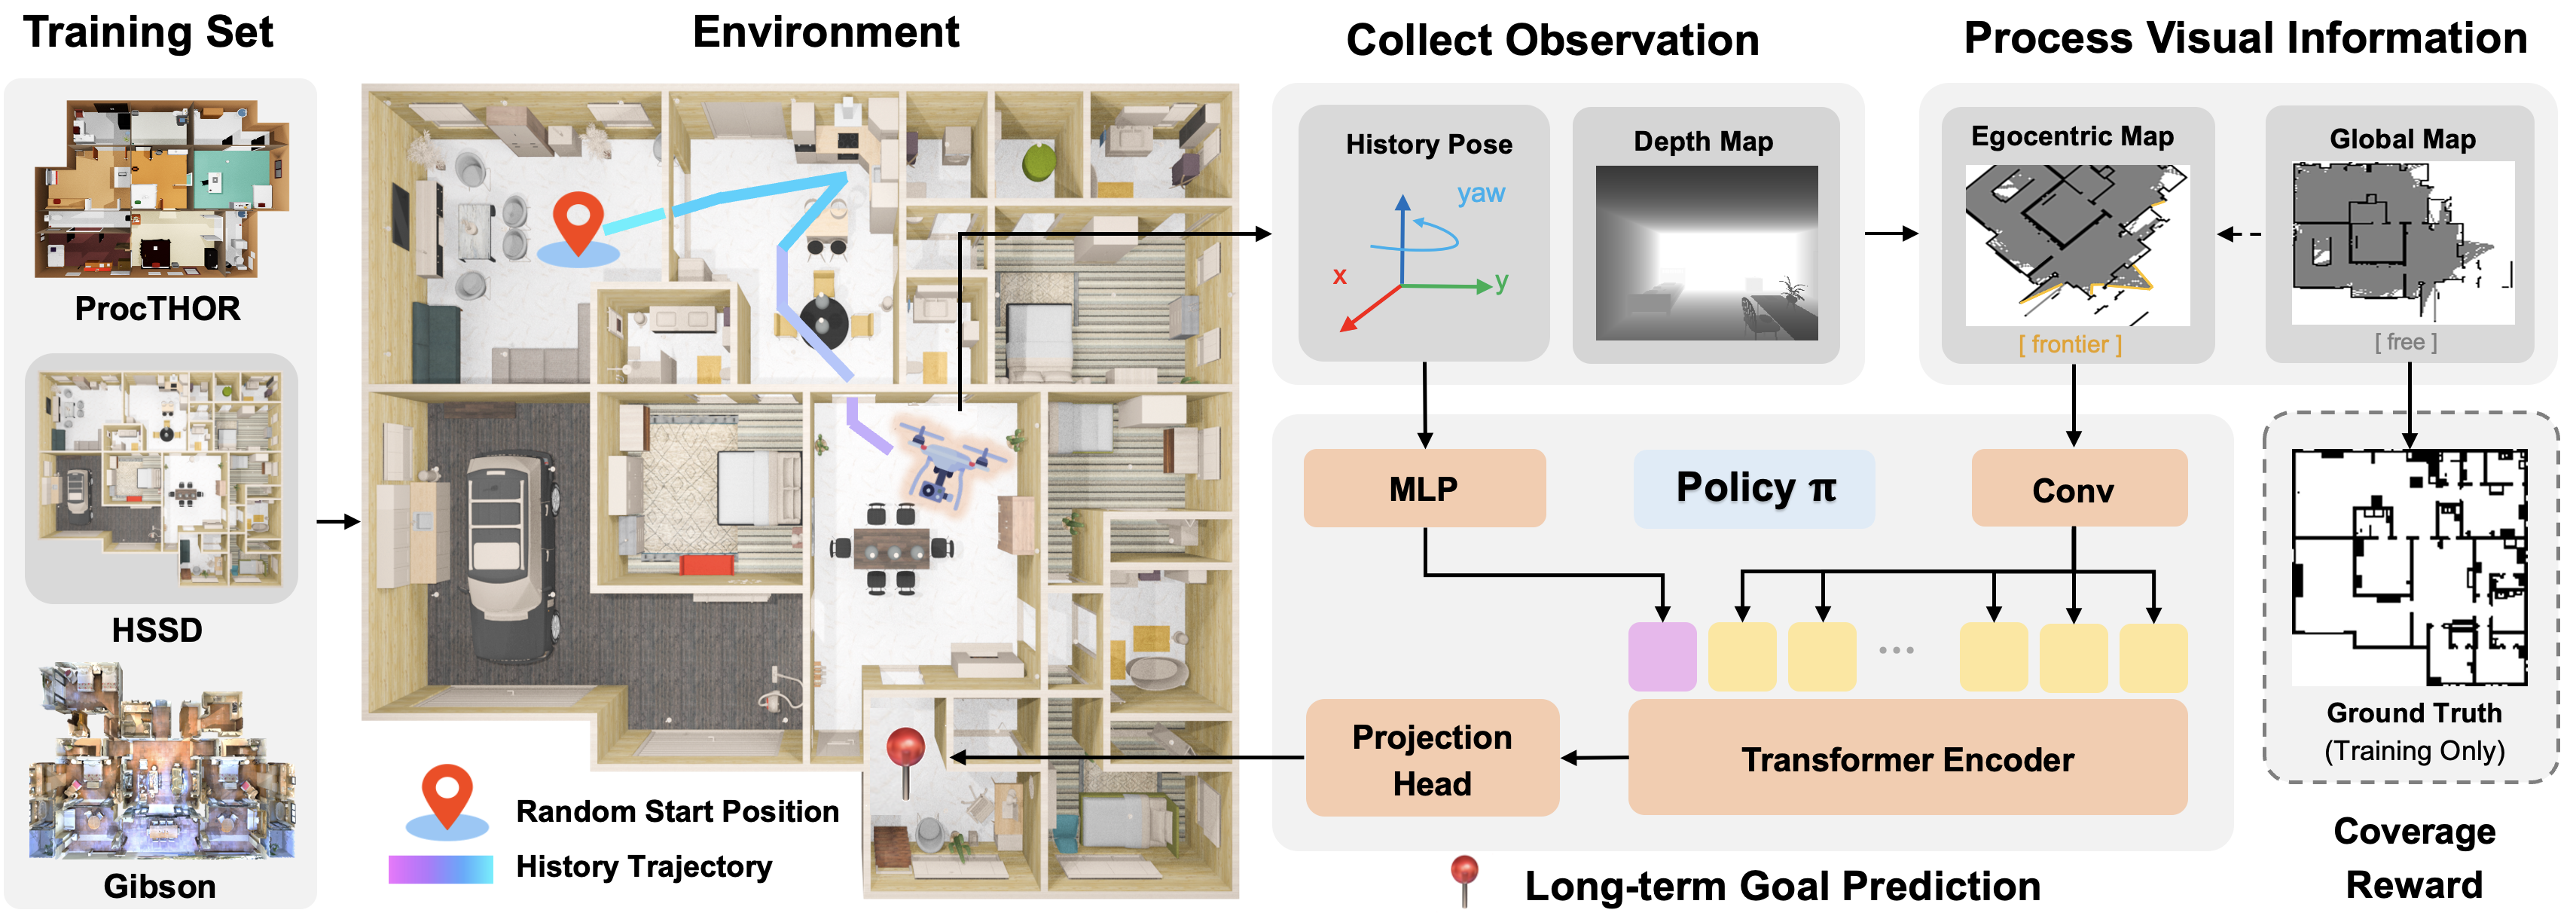 Training Set
ProcTHOR
HSSD
Gibson
Environment
Random Start Position
History Trajectory
Collect Observation
History Pose
yaw
x
y
Depth Map
Process Visual Information
Egocentric Map
[ frontier ]
Global Map
[ free ]
MLP
Policy π
Conv
...
Projection
Head
Transformer Encoder
Long-term Goal Prediction
Ground Truth
(Training Only)
Coverage
Reward